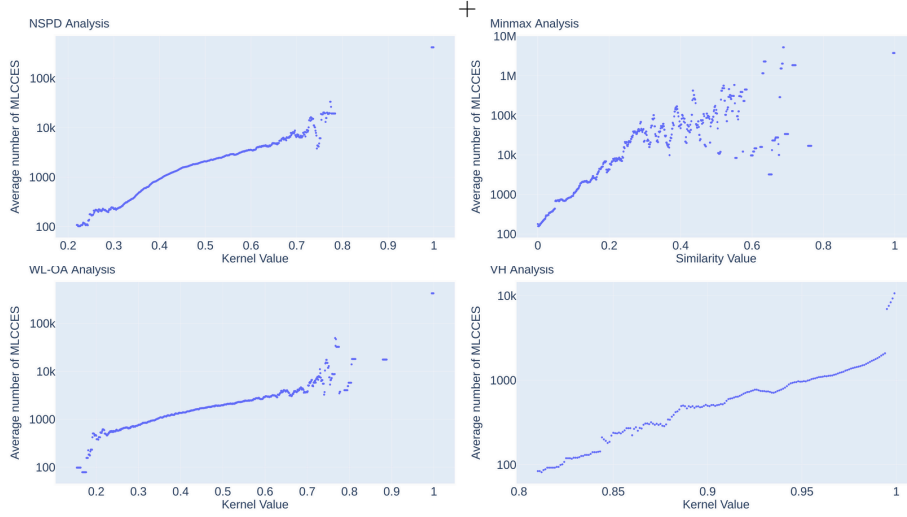 NSPD Analysis
Average number of MLCCES
100k
10k
1000
100
0.2 0.3 0.4 0.5 0.6 0.7 0.8 0.9 1
Kernel Value
Minmax Analysis
Average number of MLCCES
10M
1M
100k
10k
1000
100
0 0.2 0.4 0.6 0.8 1
Similarity Value
WL-OA Analysis
Average number of MLCCES
100k
10k
1000
100
0.2 0.3 0.4 0.5 0.6 0.7 0.8 0.9 1
Kernel Value
VH Analysis
Average number of MLCCES
10k
1000
100
0.8 0.85 0.9 0.95 1
Kernel Value